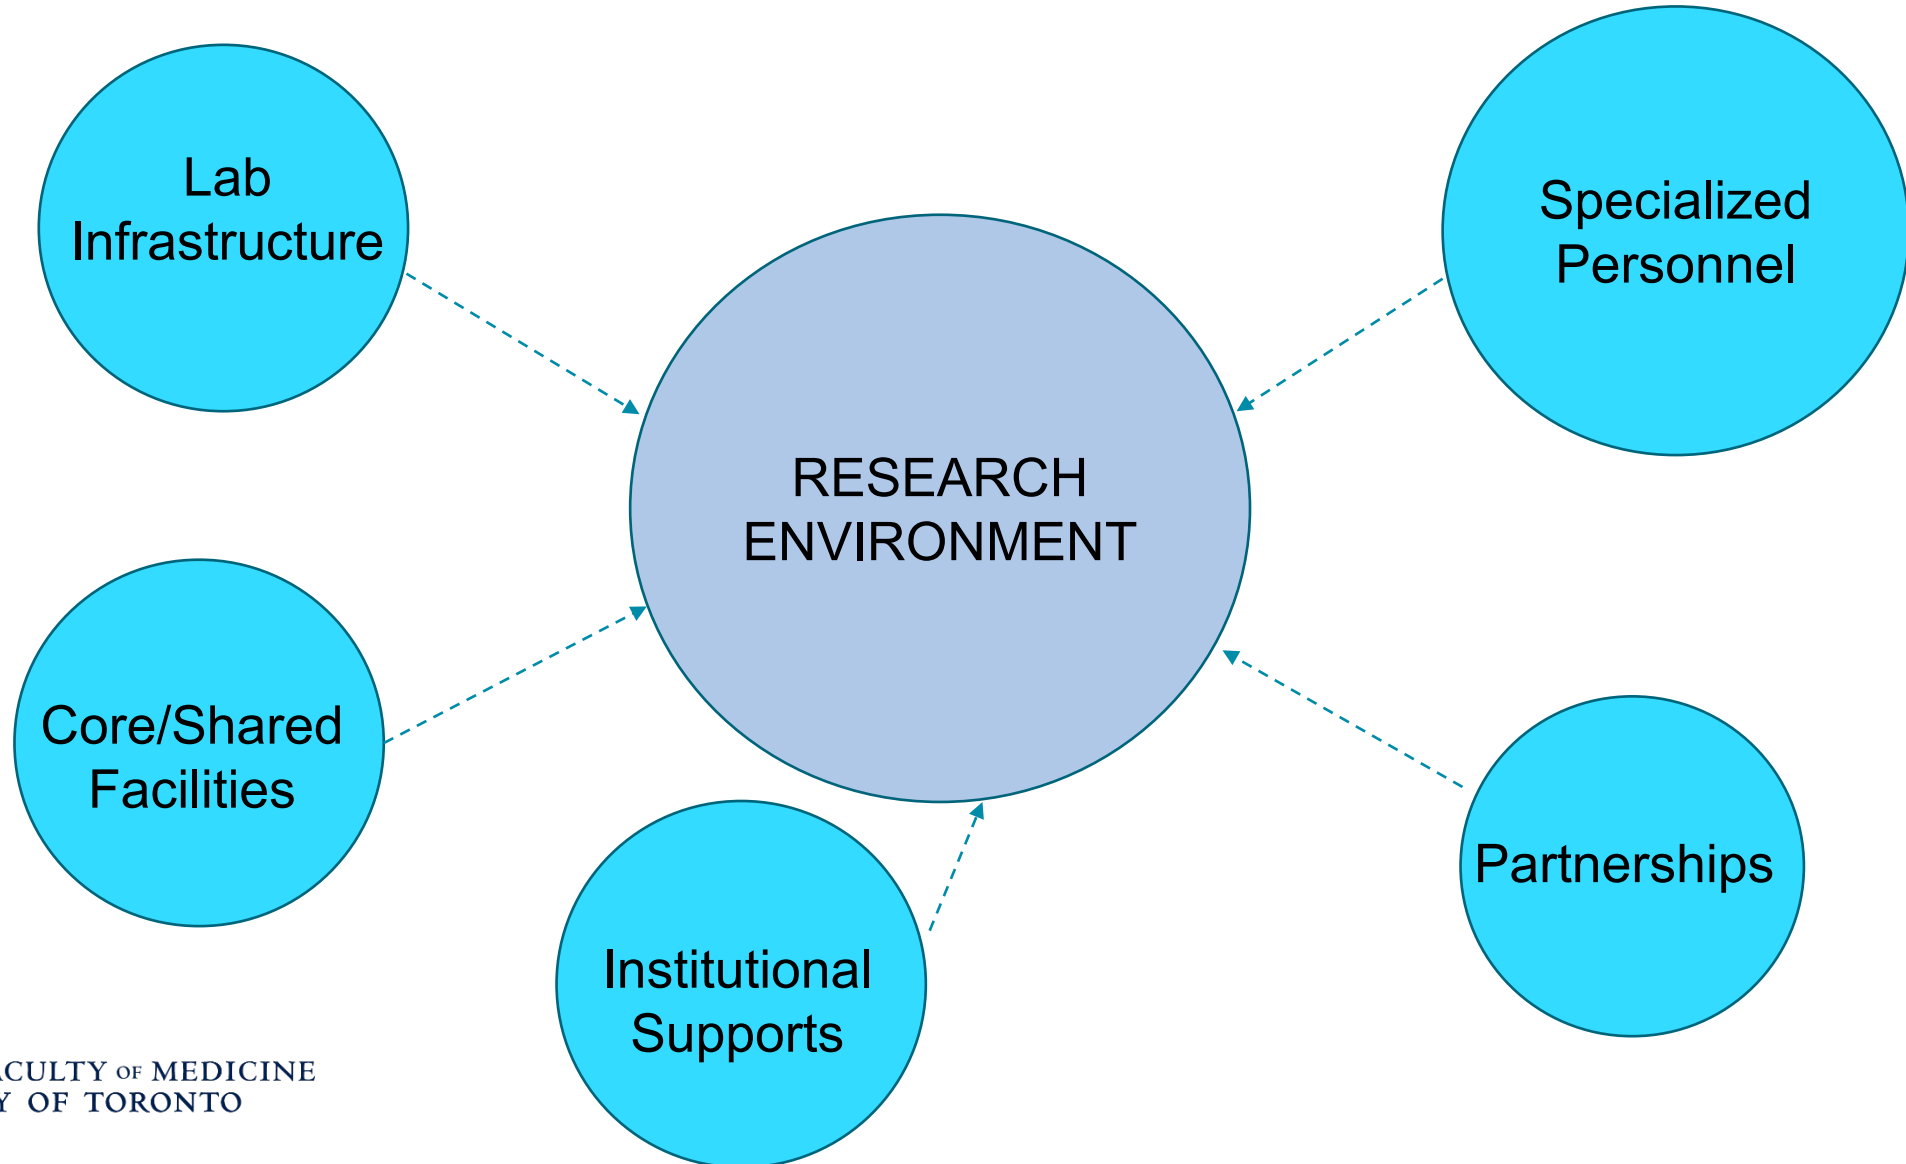 Lab
Infrastructure
Specialized
Personnel
RESEARCH
ENVIRONMENT
Core/Shared
Facilities
Partnerships
Institutional
Supports
OF MEDICINE
OF TORONTO